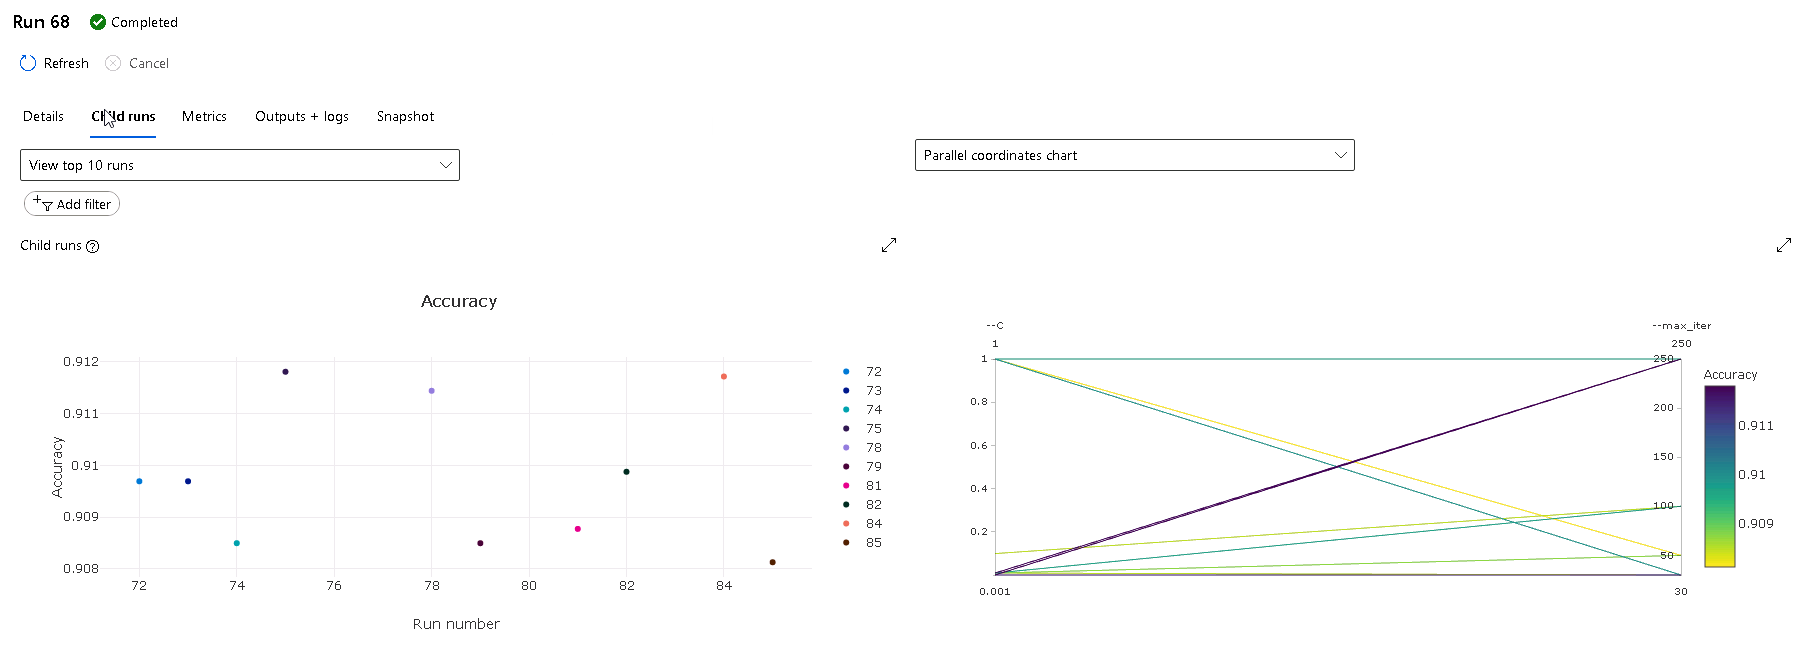 Run 68 Completed
Refresh Cancel
Details Child runs Metrics Outputs + logs Snapshot
View top 10 runs
Parallel coordinates chart
Add filter
Child runs ?
Accuracy
Accuracy
0.912
0.911
0.91
0.909
0.908
72 74 76 78 80 82 84
Run number
72
73
74
75
78
79
81
82
84
85
--C
1
1
0.8
0.6
0.4
0.2
0.001
--max_iter
250
250
200
150
100
50
30
Accuracy
0.911
0.91
0.909